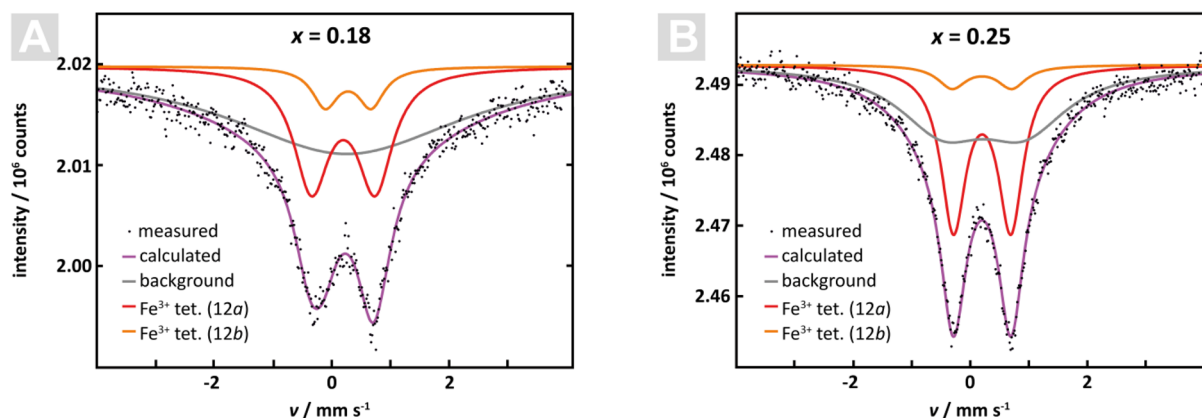 A
x = 0.18
2.02
2.01
2.00
intensity / 10⁶ counts
measured
calculated
background
Fe³⁺ tet. (12a)
Fe³⁺ tet. (12b)
-2
0
2
v / mm s⁻¹
B
x = 0.25
2.49
2.48
2.47
2.46
intensity / 10⁶ counts
measured
calculated
background
Fe³⁺ tet. (12a)
Fe³⁺ tet. (12b)
-2
0
2
v / mm s⁻¹